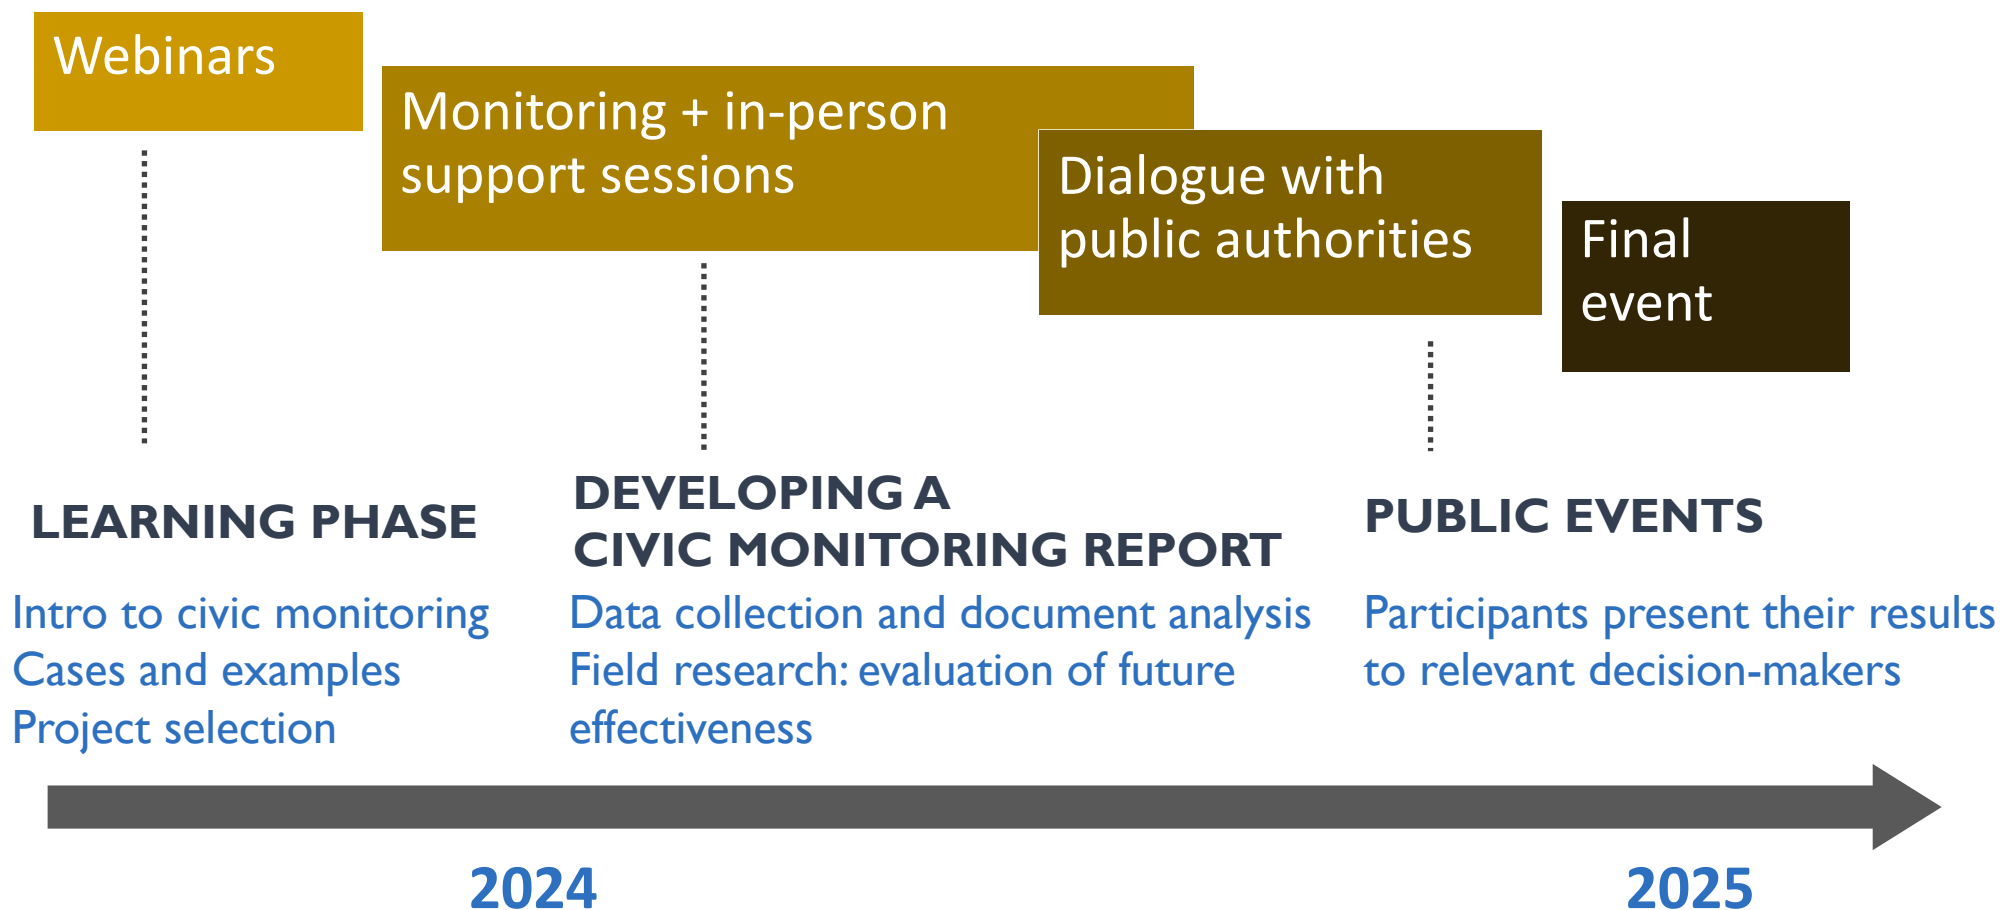 Webinars
Monitoring + in-person
support sessions
Dialogue with
public authorities
Final
event
LEARNING PHASE
Intro to civic monitoring
Cases and examples
Project selection
DEVELOPING A
CIVIC MONITORING REPORT
Data collection and document analysis
Field research: evaluation of future
effectiveness
PUBLIC EVENTS
Participants present their results
to relevant decision-makers
2024
2025